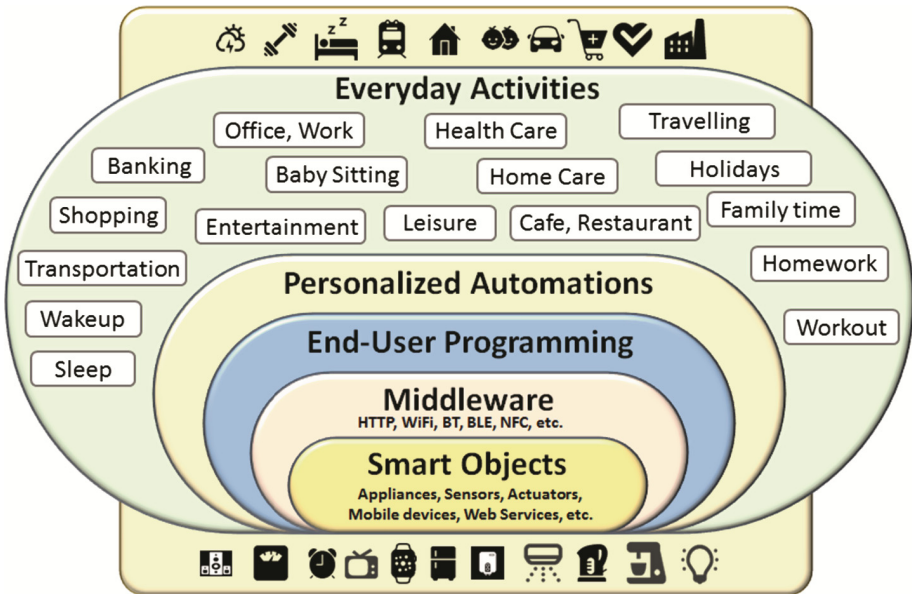 z z
Everyday Activities
Office, Work
Health Care
Travelling
Banking
Baby Sitting
Home Care
Holidays
Shopping
Entertainment
Leisure
Cafe, Restaurant
Family time
Transportation
Homework
Wakeup
Workout
Sleep
Personalized Automations
End-User Programming
Middleware
HTTP, WiFi, BT, BLE, NFC, etc.
Smart Objects
Appliances, Sensors, Actuators,
Mobile devices, Web Services, etc.